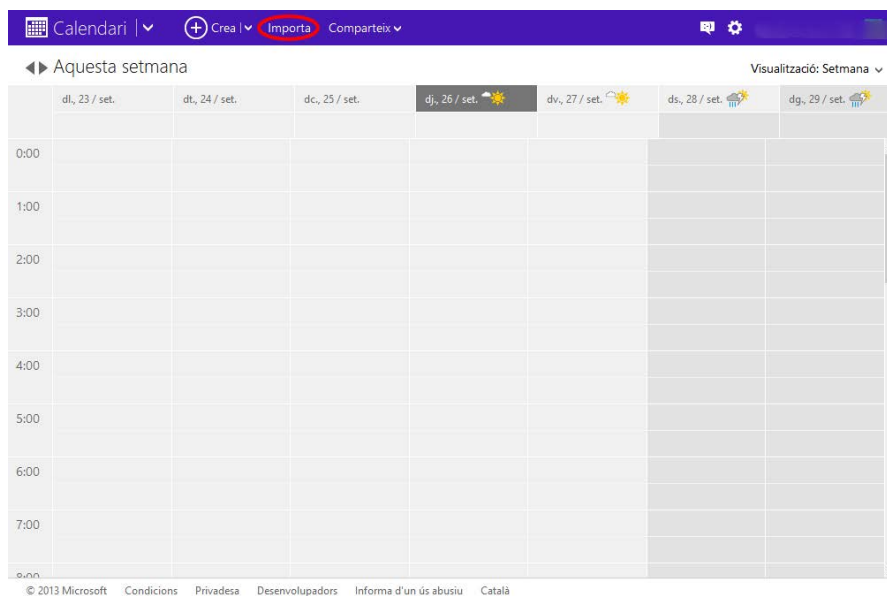 Calendari Crea Importa Comparteix
Aquesta setmana
Visualització: Setmana
dl., 23 / set. dt., 24 / set. dc., 25 / set. dj., 26 / set. dv., 27 / set. ds., 28 / set. dg., 29 / set.
0:00
1:00
2:00
3:00
4:00
5:00
6:00
7:00
8:00
© 2013 Microsoft Condicions Privadesa Desenvolupadors Informa d'un ús abusiu Català